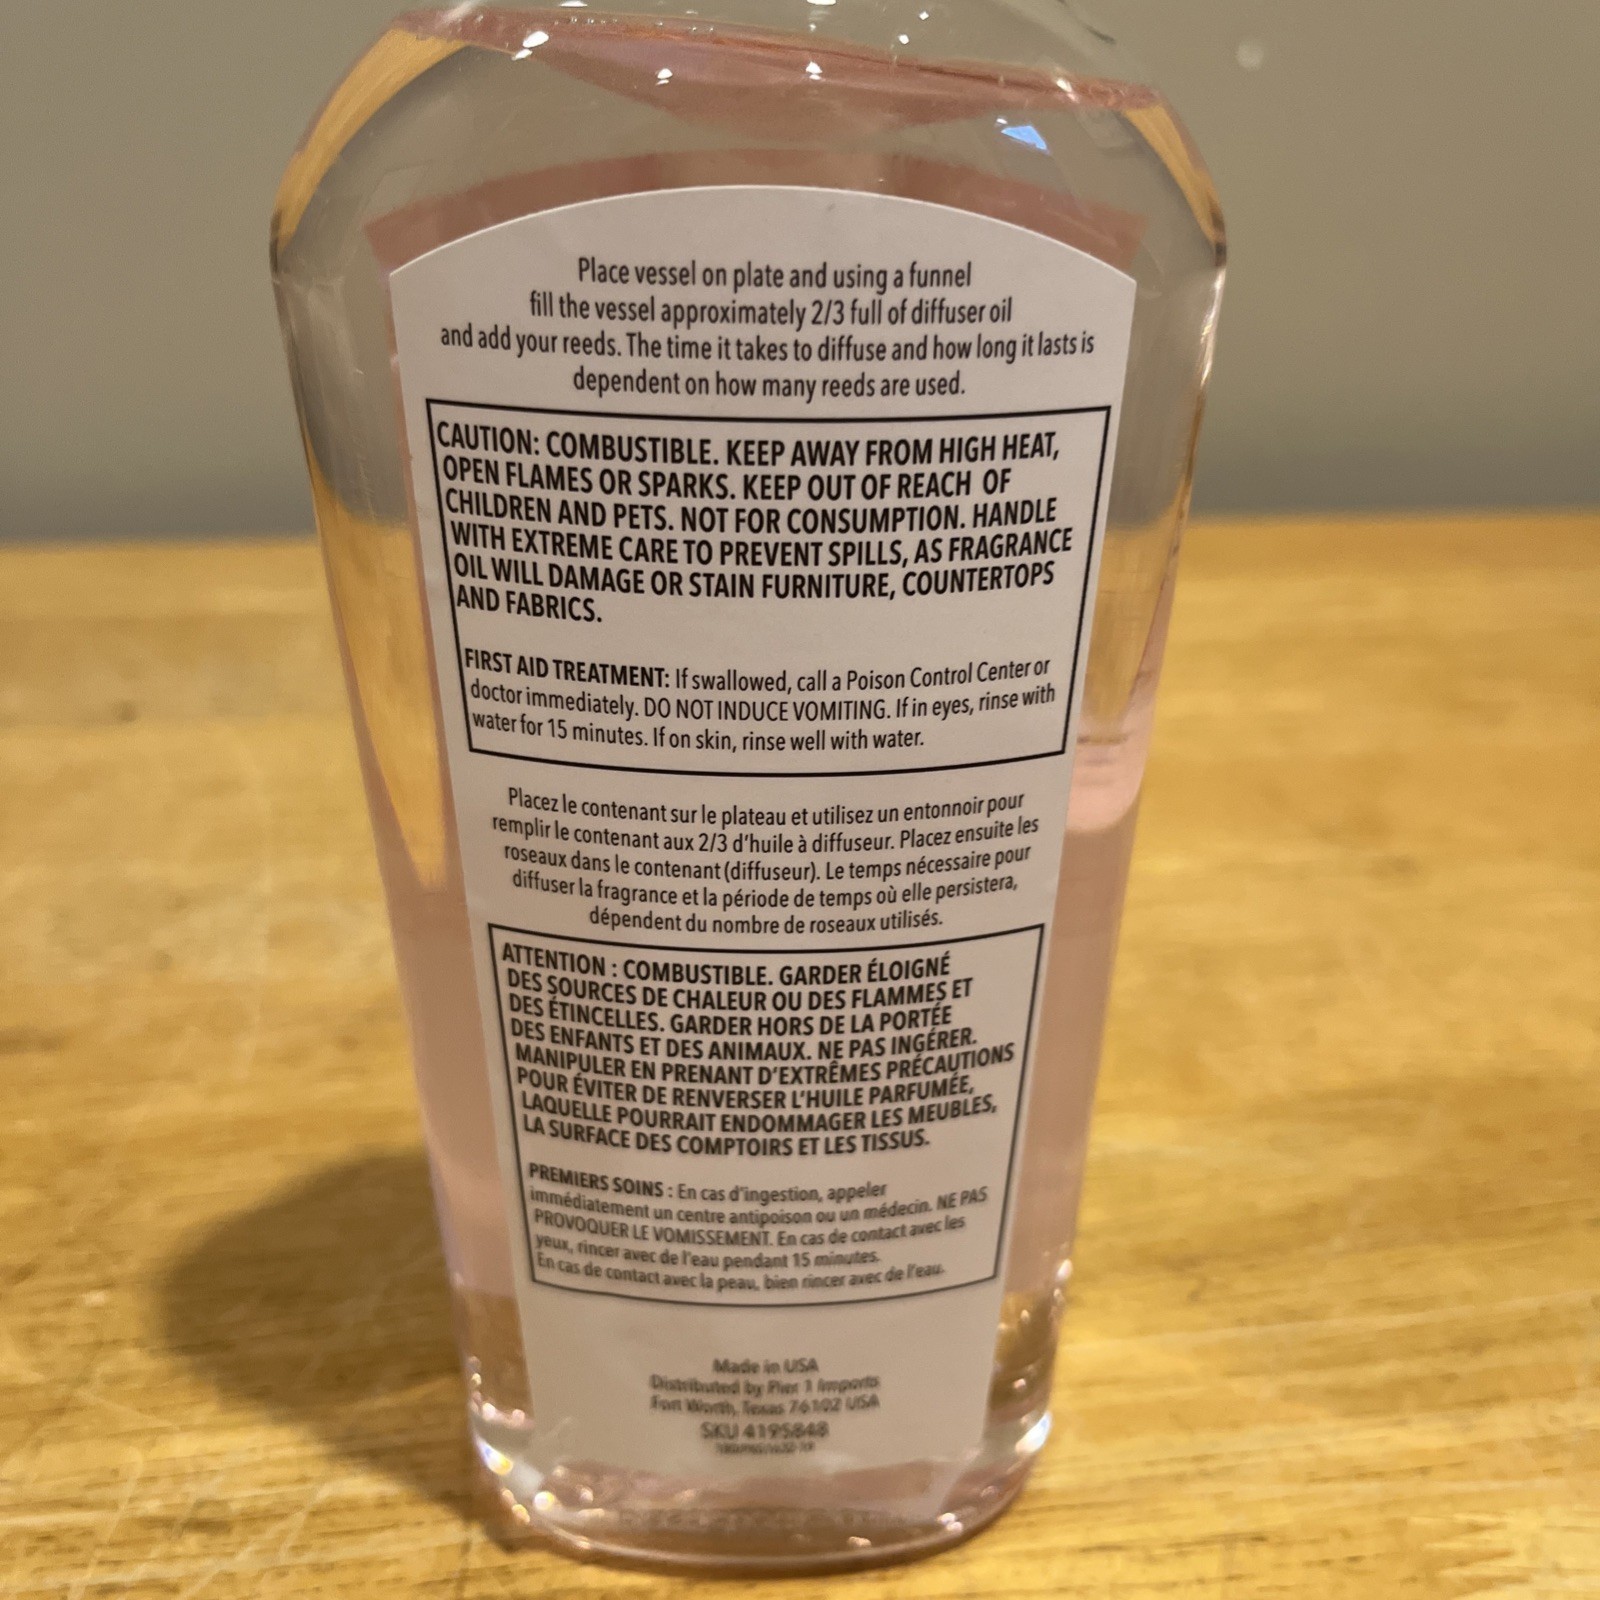 Place vessel on plate and using a funnel
fill the vessel approximately 2/3 full of diffuser oil
and add your reeds. The time it takes to diffuse and how long it lasts is
dependent on how many reeds are used.
CAUTION: COMBUSTIBLE. KEEP AWAY FROM HIGH HEAT,
OPEN FLAMES OR SPARKS. KEEP OUT OF REACH OF
CHILDREN AND PETS. NOT FOR CONSUMPTION. HANDLE
WITH EXTREME CARE TO PREVENT SPILLS, AS FRAGRANCE
OIL WILL DAMAGE OR STAIN FURNITURE, COUNTERTOPS
AND FABRICS.
FIRST AID TREATMENT: If swallowed, call a Poison Control Center or
doctor immediately. DO NOT INDUCE VOMITING. If in eyes, rinse with
water for 15 minutes. If on skin, rinse well with water.
Placez le contenant sur le plateau et utilisez un entonnoir pour
remplir le contenant aux 2/3 d'huile à diffuseur. Placez ensuite les
roseaux dans le contenant (diffuseur). Le temps nécessaire pour
diffuser la fragrance et la période de temps où elle persistera,
dépendent du nombre de roseaux utilisés.
ATTENTION : COMBUSTIBLE. GARDER ÉLOIGNÉ
DES SOURCES DE CHALEUR OU DES FLAMMES ET
DES ÉTINCELLES. GARDER HORS DE LA PORTÉE
DES ENFANTS ET DES ANIMAUX. NE PAS INGÉRER.
MANIPULER EN PRENANT D'EXTRÊMES PRÉCAUTIONS
POUR ÉVITER DE RENVERSER L'HUILE PARFUMÉE,
LAQUELLE POURRAIT ENDOMMAGER LES MEUBLES,
LA SURFACE DES COMPTOIRS ET LES TISSUS.
PREMIERS SOINS : En cas d'ingestion, appeler
immédiatement un centre antipoison ou un médecin. NE PAS
PROVOQUER LE VOMISSEMENT. En cas de contact avec les
yeux, rincer avec de l'eau pendant 15 minutes.
En cas de contact avec la peau, bien rincer avec de l'eau.
Made in USA
Distributed by Pier 1 Imports
Fort Worth, Texas 76102 USA
SKU 4195848